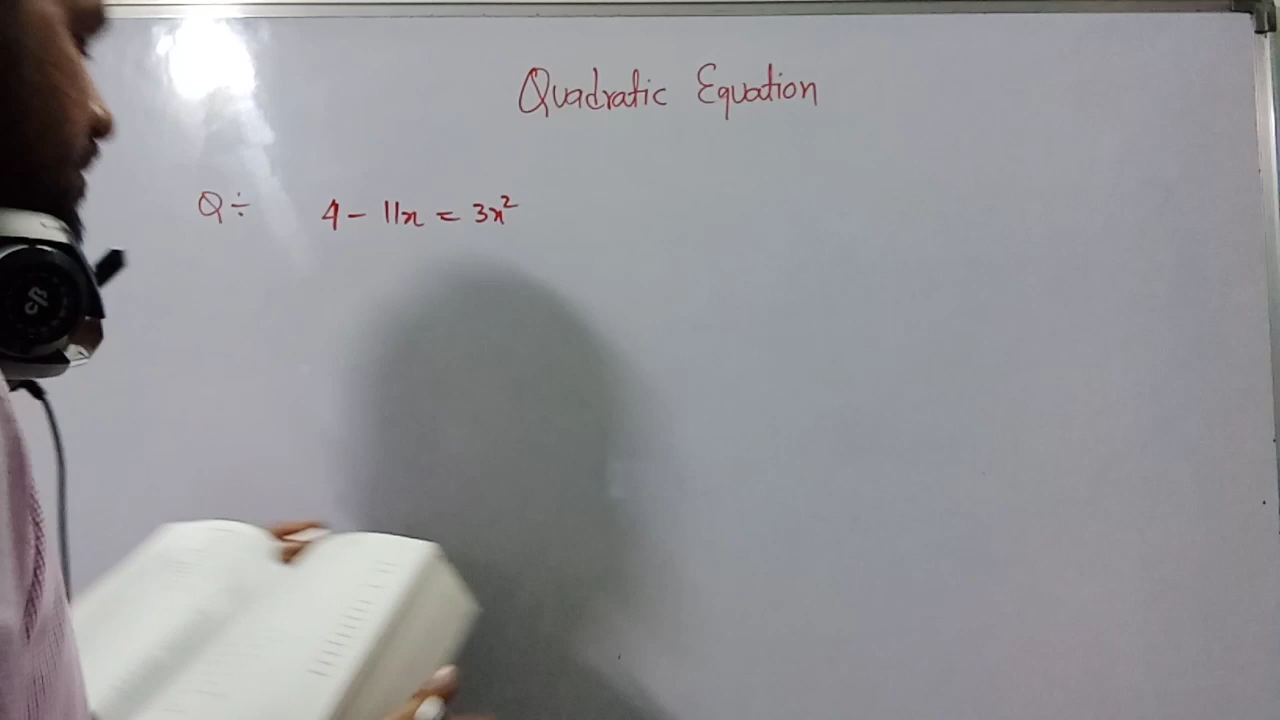 Quadratic Equation
Q÷ 4 - 11x = 3x²